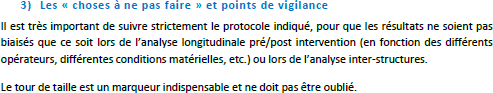 3) Les « choses à ne pas faire » et points de vigilance
Il est très important de suivre strictement le protocole indiqué, pour que les résultats ne soient pas
biaisés que ce soit lors de l'analyse longitudinale pré/post intervention (en fonction des différents
opérateurs, différentes conditions matérielles, etc.) ou lors de l'analyse inter-structures.
Le tour de taille est un marqueur indispensable et ne doit pas être oublié.